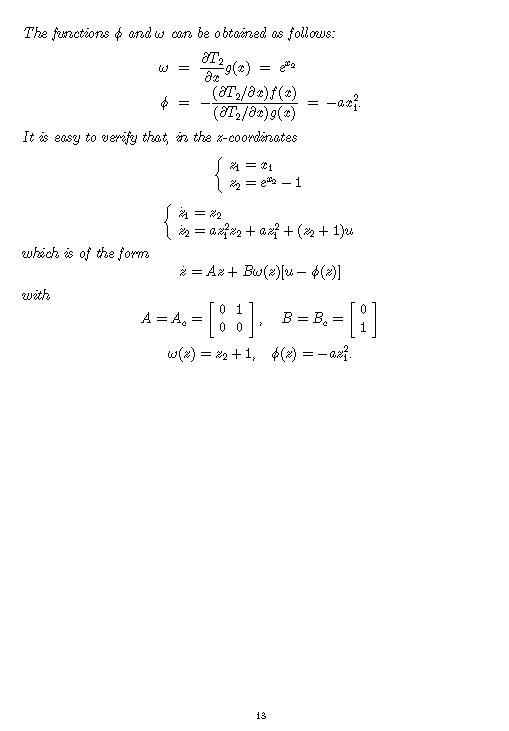 The functions ϕ and ω can be obtained as follows:
ω = ∂T₂/∂x g(x) = e^{x₂}
ϕ = −(∂T₂/∂x)f(x)/(∂T₂/∂x)g(x) = −ax₁².
It is easy to verify that, in the z-coordinates
{ z₁ = x₁
z₂ = e^{x₂} − 1
{ ż₁ = z₂
ż₂ = az₁²z₂ + az₁² + (z₂ + 1)u
which is of the form
ż = Az + Bω(z)[u − ϕ(z)]
with
A = A_c = [ 0 1 ; 0 0 ], B = B_c = [ 0 ; 1 ]
ω(z) = z₂ + 1, ϕ(z) = −az₁².
13